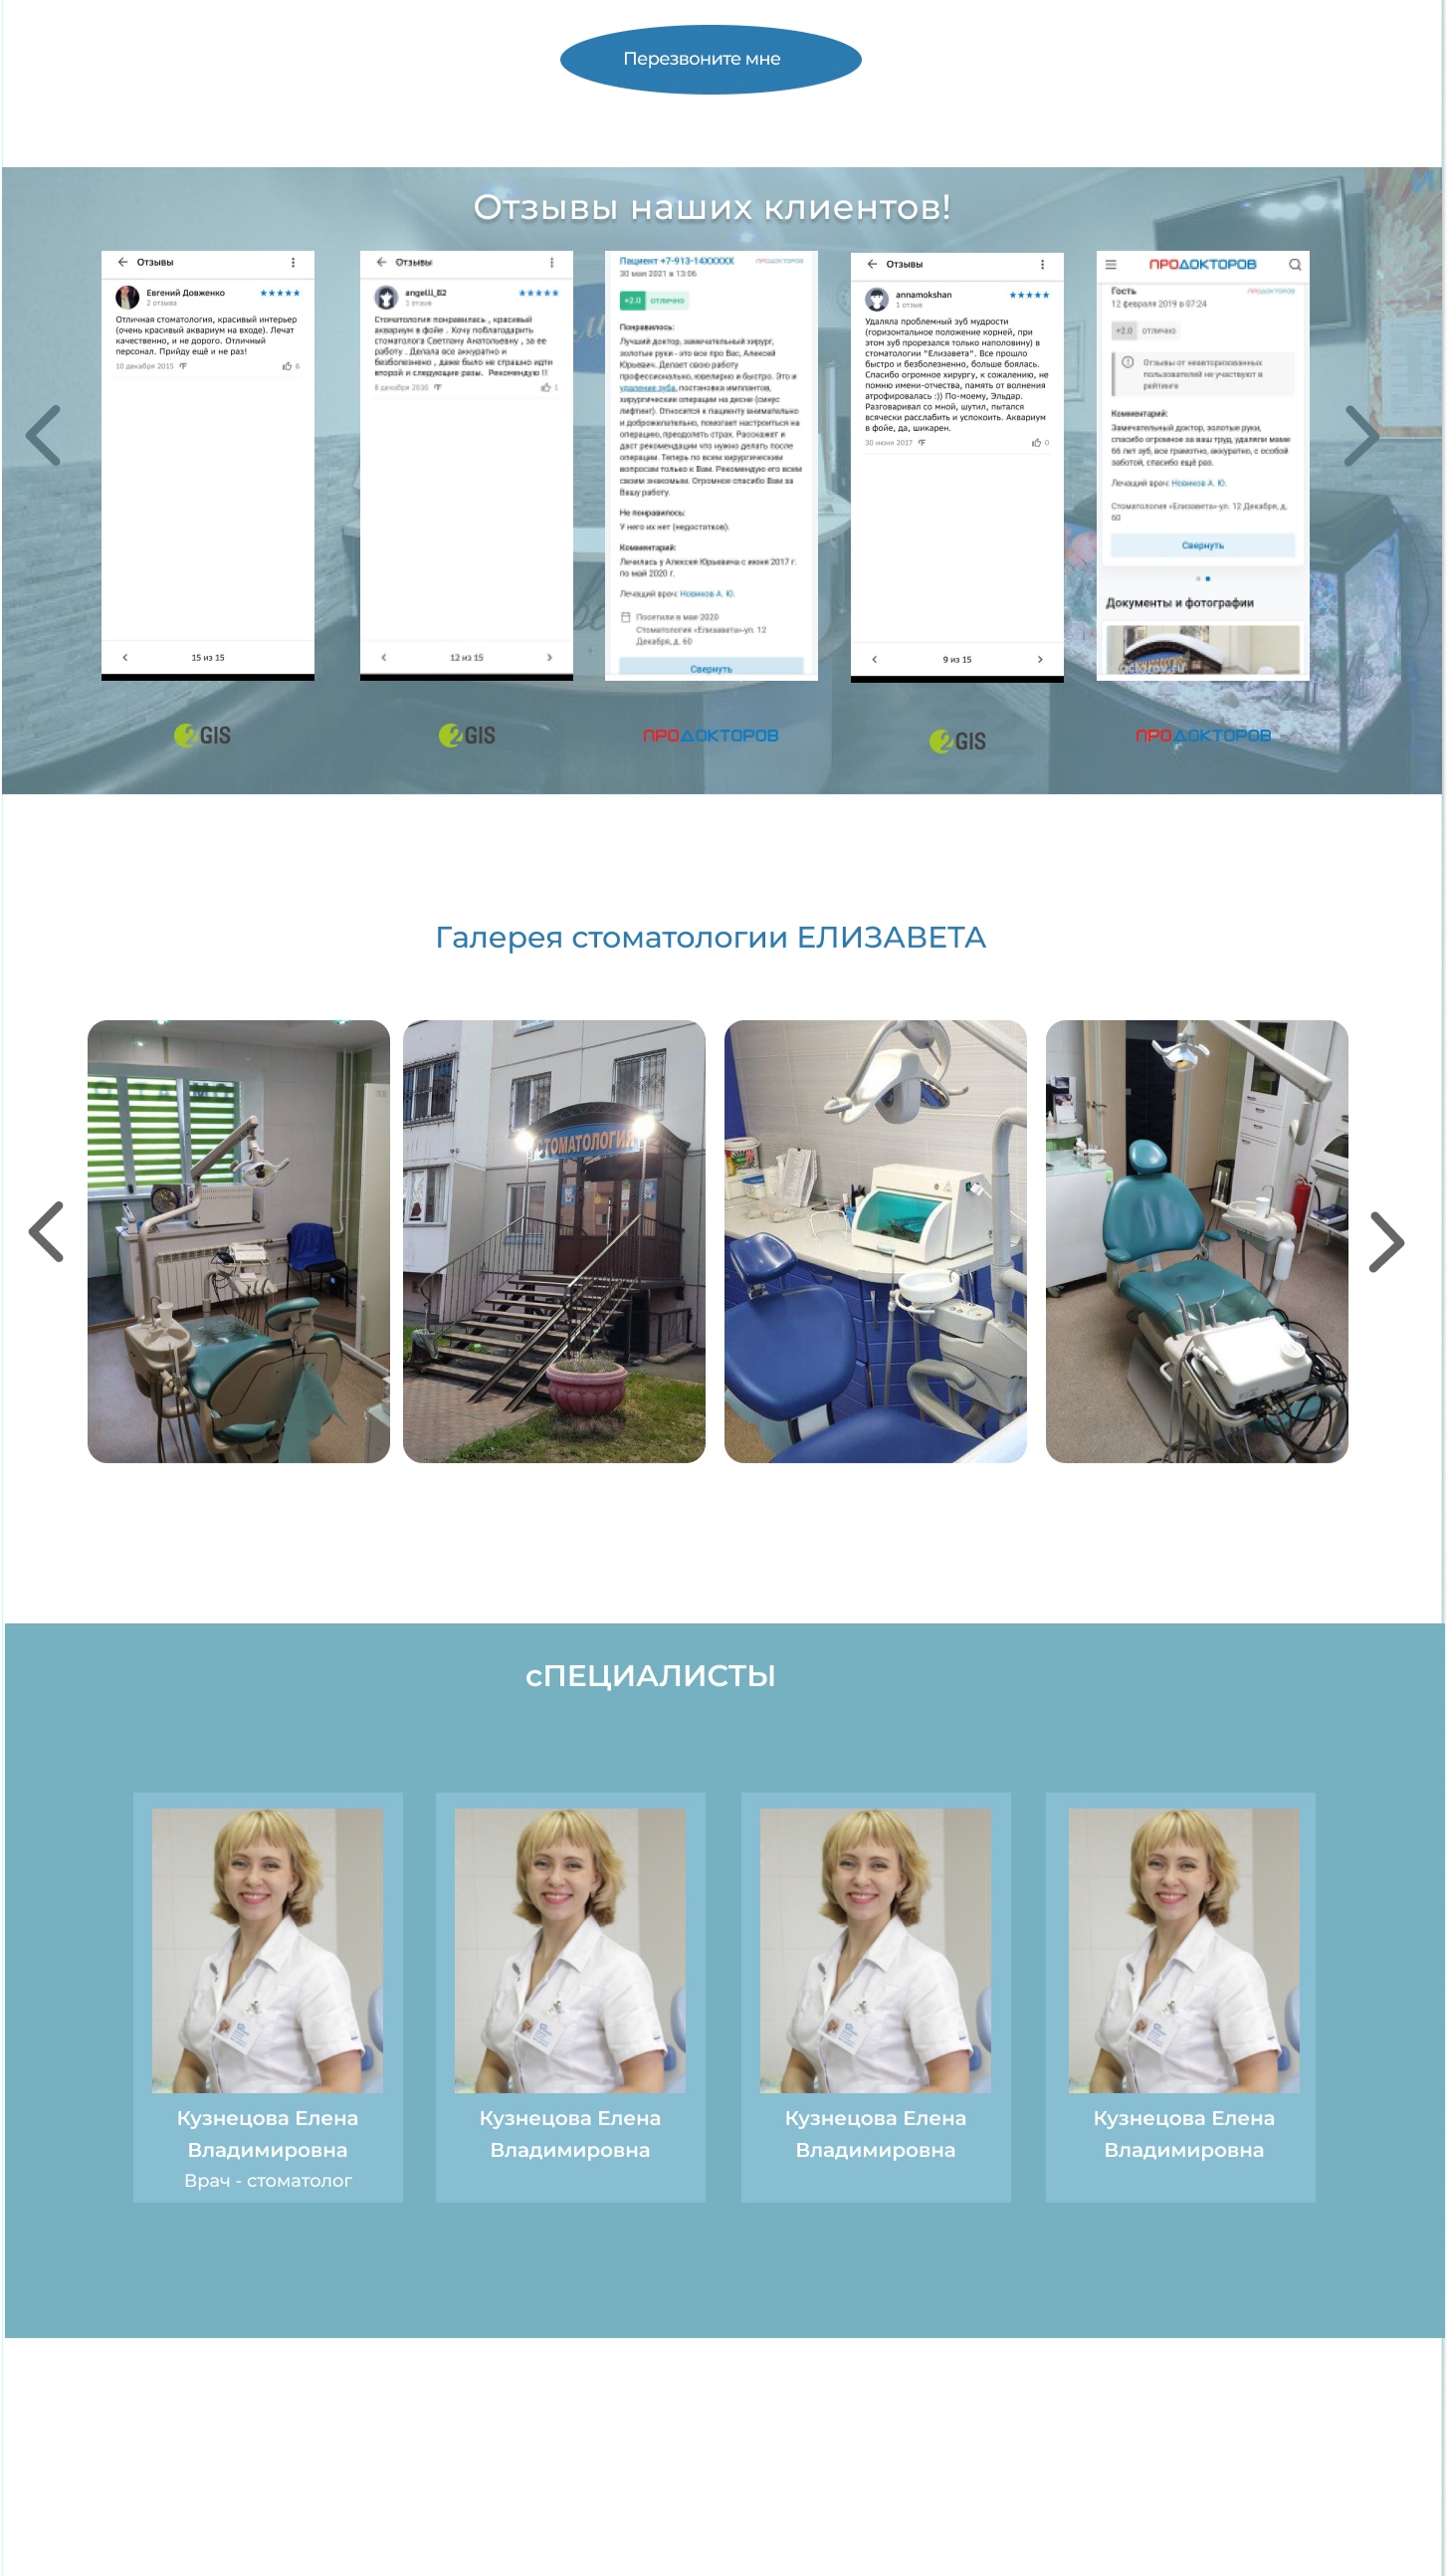 Перезвоните мне
Отзывы наших клиентов!
Отзывы
Евгений Довженко
2 отзыва
Отличная стоматология, красивый интерьер
(очень красивый аквариум на входе). Лечат
качественно, и не дорого. Отличный
персонал. Прийду ещё и не раз!
10 декабря 2015
6
15 из 15
2GIS
Отзывы
angelll_82
1 отзыв
Стоматология понравилась , красивый
аквариум в фойе . Хочу поблагодарить
стоматолога Светлану Анатольевну , за ее
работу . Делала все аккуратно и
безболезненно , даже было не страшно идти
второй и следующие разы. Рекомендую !!
8 декабря 2016
1
12 из 15
2GIS
Пациент +7-913-14XXXXX
ПРОДОКТОРОВ
30 мая 2021 в 13:06
+2.0 отлично
Понравилось:
Лучший доктор, замечательный хирург,
золотые руки - это все про Вас, Алексей
Юрьевич. Делает свою работу
профессионально, ювелирно и быстро. Это и
удаление зуба, постановка имплантов,
хирургические операции на десне (синус
лифтинг). Относится к пациенту внимательно
и доброжелательно, помогает настроиться на
операцию, преодолеть страх. Расскажет и
даст рекомендации что нужно делать после
операции. Теперь по всем хирургическим
вопросам только к Вам. Рекомендую его всем
своим знакомым. Огромное спасибо Вам за
Вашу работу.
Не понравилось:
У него их нет (недостатков).
Комментарий:
Лечилась у Алексея Юрьевича с июня 2017 г.
по май 2020 г.
Лечащий врач: Новиков А. Ю.
Посетили в мае 2020
Стоматология «Елизавета»-ул. 12
Декабря, д. 60
Свернуть
ПРОДОКТОРОВ
Отзывы
annamokshan
1 отзыв
Удаляла проблемный зуб мудрости
(горизонтальное положение корней, при
этом зуб прорезался только наполовину) в
стоматологии "Елизавета". Все прошло
быстро и безболезненно, больше боялась.
Спасибо огромное хирургу, к сожалению, не
помню имени-отчества, память от волнения
атрофировалась :)) По-моему, Эльдар.
Разговаривал со мной, шутил, пытался
всячески расслабить и успокоить. Аквариум
в фойе, да, шикарен.
30 июня 2017
0
9 из 15
2GIS
ПРОДОКТОРОВ
Гость
ПРОДОКТОРОВ
12 февраля 2019 в 07:24
+2.0 отлично
Отзывы от неавторизованных
пользователей не участвуют в
рейтинге
Комментарий:
Замечательный доктор, золотые руки,
спасибо огромное за ваш труд, удаляли маме
66 лет зуб, все грамотно, аккуратно, с особой
заботой, спасибо ещё раз.
Лечащий врач: Новиков А. Ю.
Стоматология «Елизавета»-ул. 12 Декабря, д.
60
Свернуть
Документы и фотографии
ПРОДОКТОРОВ
Галерея стоматологии ЕЛИЗАВЕТА
СТОМАТОЛОГИЯ
сПЕЦИАЛИСТЫ
Кузнецова Елена
Владимировна
Врач - стоматолог
Кузнецова Елена
Владимировна
Кузнецова Елена
Владимировна
Кузнецова Елена
Владимировна